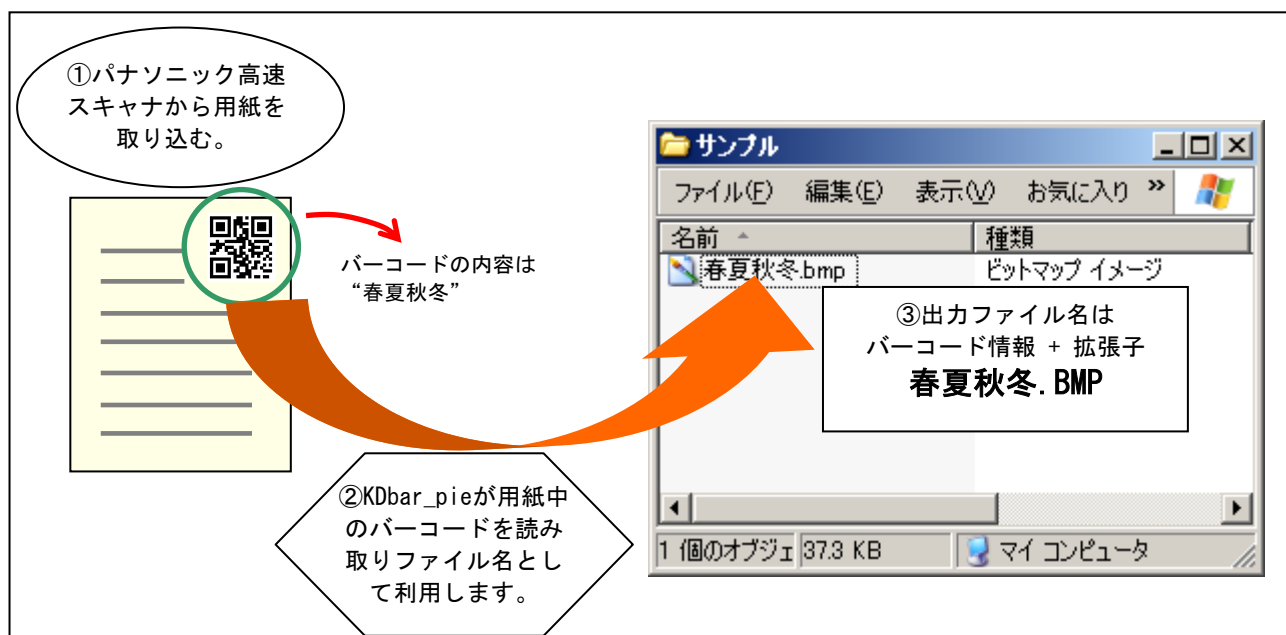 ①パナソニック高速
スキャナから用紙を
取り込む。
バーコードの内容は
“春夏秋冬”
②KDbar_pieが用紙中
のバーコードを読み
取りファイル名とし
て利用します。
サンプル
ファイル(F) 編集(E) 表示(V) お気に入り »
名前 種類
春夏秋冬.bmp ビットマップ イメージ
③出力ファイル名は
バーコード情報 + 拡張子
春夏秋冬.BMP
1 個のオブジェ 37.3 KB マイ コンピュータ